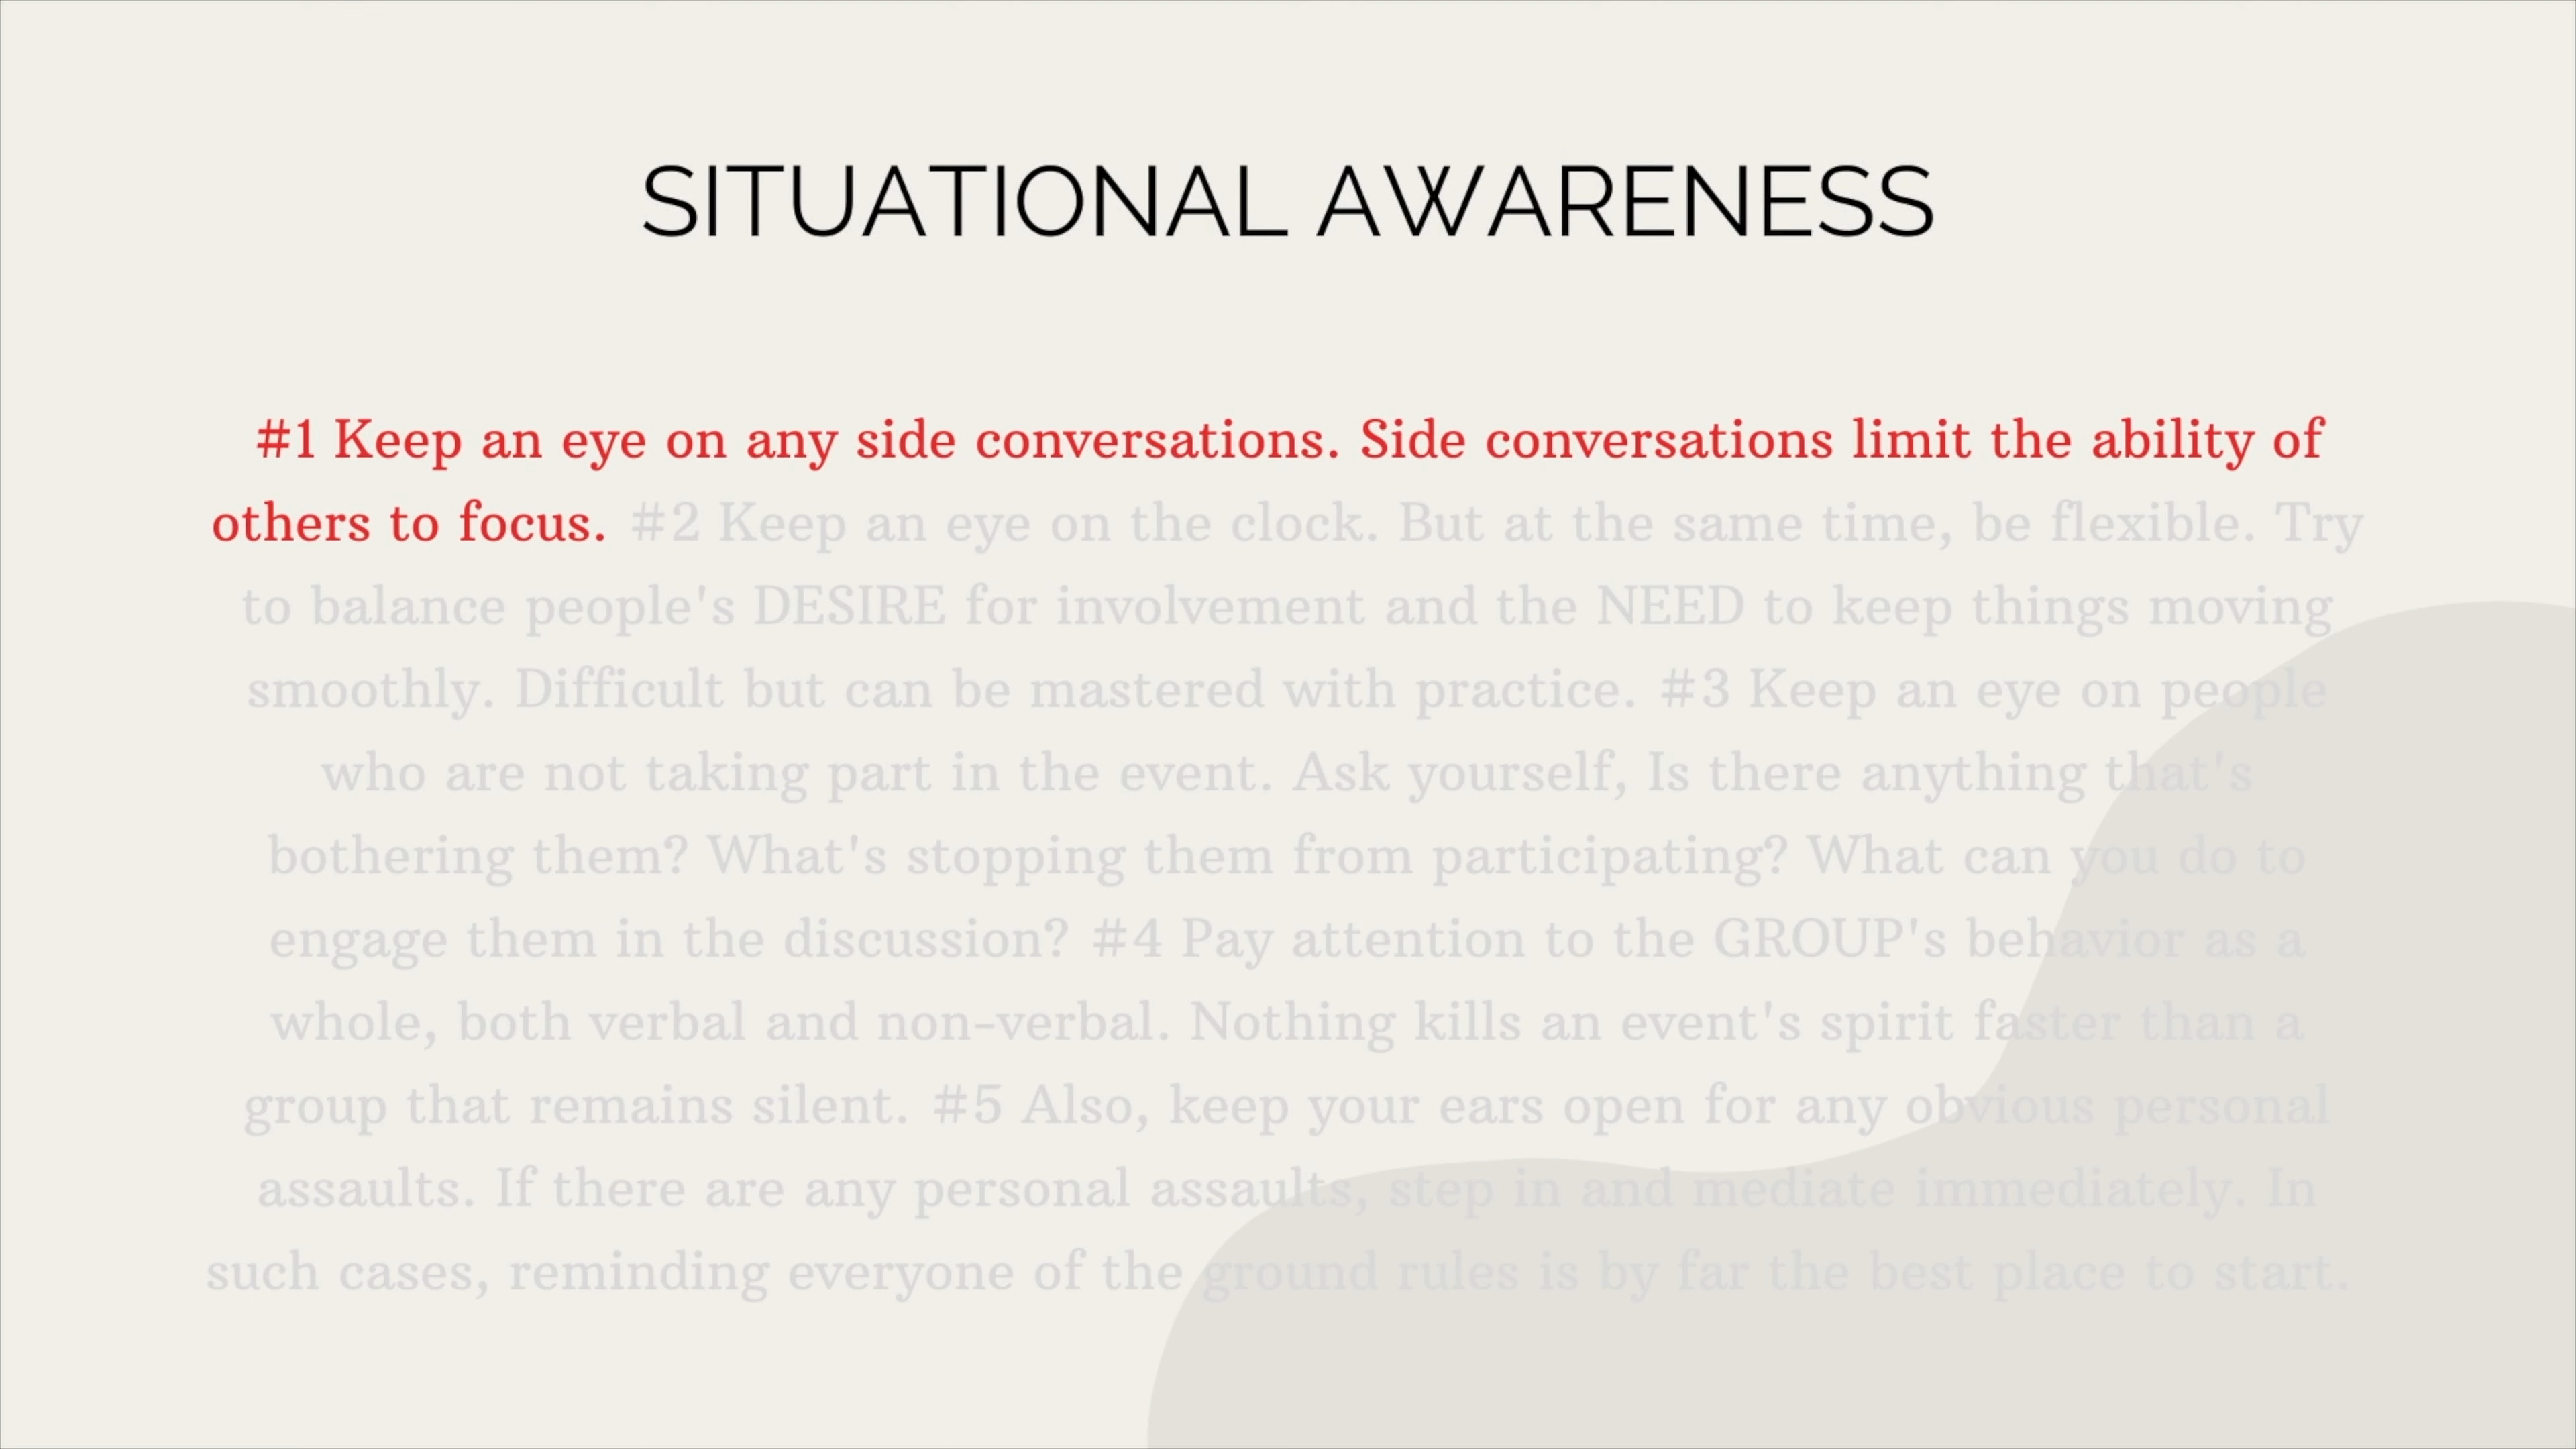 SITUATIONAL AWARENESS
#1 Keep an eye on any side conversations. Side conversations limit the ability of
others to focus. #2 Keep an eye on the clock. But at the same time, be flexible. Try
to balance people's DESIRE for involvement and the NEED to keep things moving
smoothly. Difficult but can be mastered with practice. #3 Keep an eye on people
who are not taking part in the event. Ask yourself, Is there anything that's
bothering them? What's stopping them from participating? What can you do to
engage them in the discussion? #4 Pay attention to the GROUP's behavior as a
whole, both verbal and non-verbal. Nothing kills an event's spirit faster than a
group that remains silent. #5 Also, keep your ears open for any obvious personal
assaults. If there are any personal assaults, step in and mediate immediately. In
such cases, reminding everyone of the ground rules is by far the best place to start.